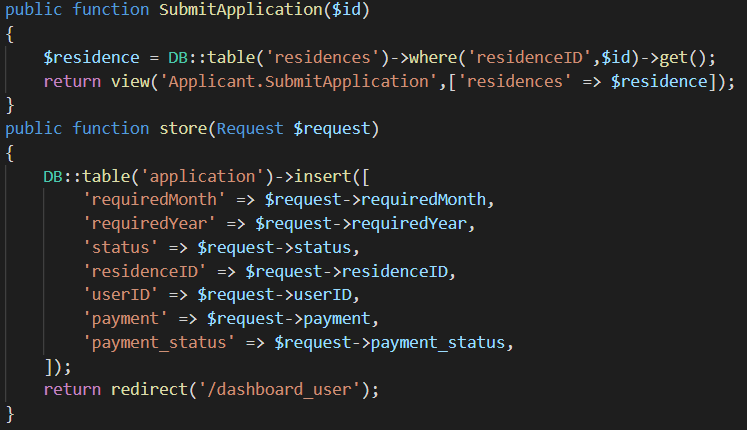 public function SubmitApplication($id)
{
    $residence = DB::table('residences')->where('residenceID',$id)->get();
    return view('Applicant.SubmitApplication',['residences' => $residence]);
}
public function store(Request $request)
{
    DB::table('application')->insert([
        'requiredMonth' => $request->requiredMonth,
        'requiredYear' => $request->requiredYear,
        'status' => $request->status,
        'residenceID' => $request->residenceID,
        'userID' => $request->userID,
        'payment' => $request->payment,
        'payment_status' => $request->payment_status,
    ]);
    return redirect('/dashboard_user');
}